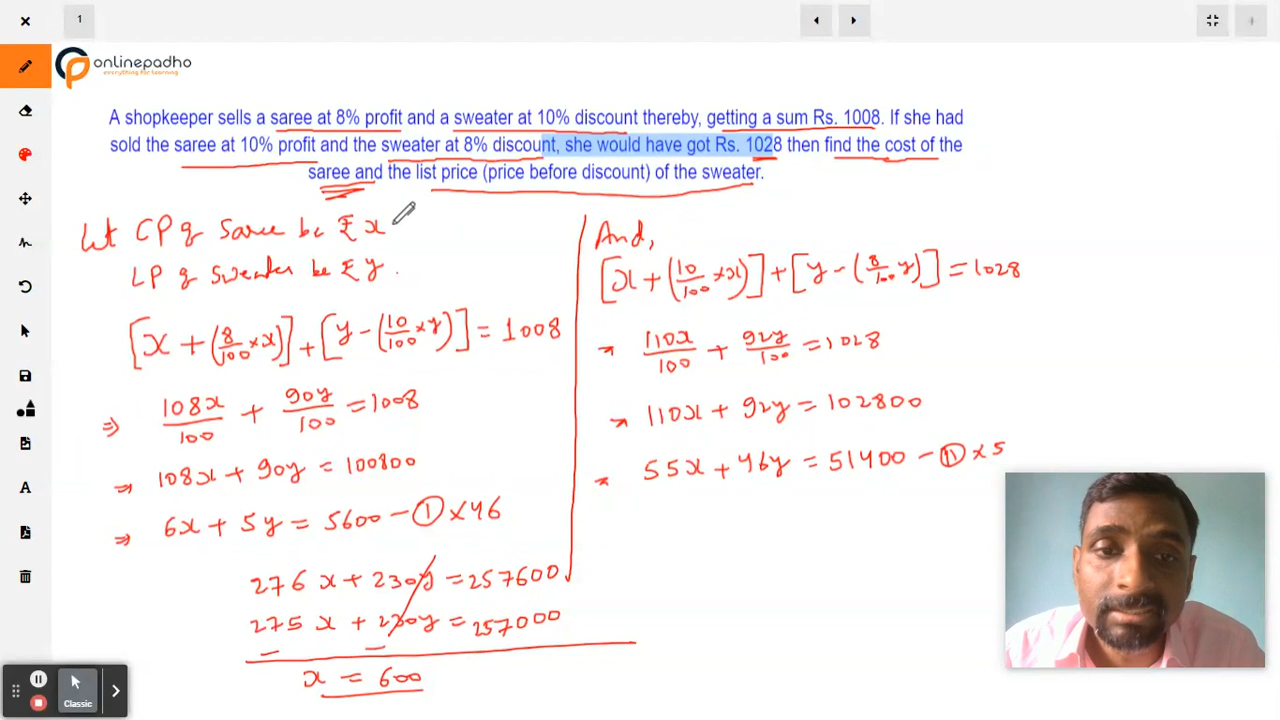 1
onlinepadho
everything for learning
A shopkeeper sells a saree at 8% profit and a sweater at 10% discount thereby, getting a sum Rs. 1008. If she had
sold the saree at 10% profit and the sweater at 8% discount, she would have got Rs. 1028 then find the cost of the
saree and the list price (price before discount) of the sweater.
Let CP of Saree be ₹ x
LP of Sweater be ₹ y.
[x + (8/100 × x)] + [y - (10/100 × y)] = 1008
⇒ 108x/100 + 90y/100 = 1008
⇒ 108x + 90y = 100800
⇒ 6x + 5y = 5600 - ① × 46
276 x + 230y = 257600
275 x + 230y = 257000
- -
x = 600
And,
[x + (10/100 × x)] + [y - (8/100 y)] = 1028
⇒ 110x/100 + 92y/100 = 1028
⇒ 110x + 92y = 102800
⇒ 55x + 46y = 51400 - ⑪ × 5
A
Classic